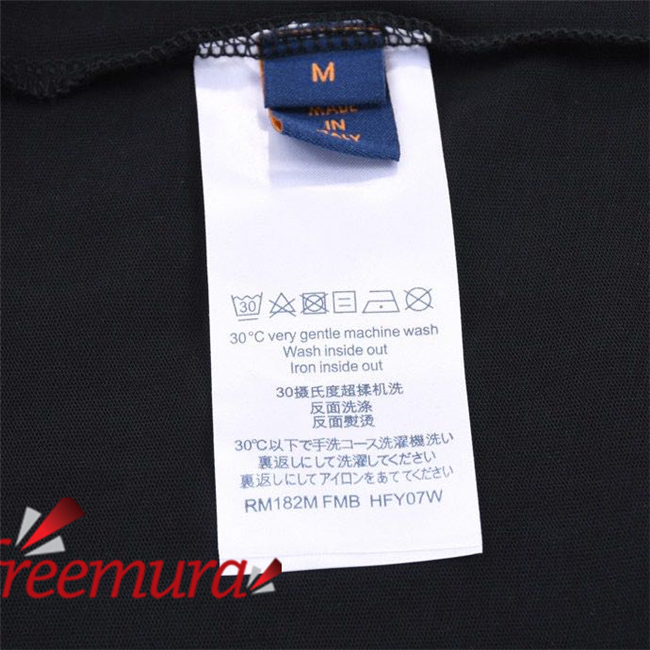 M
MADE
IN
ITALY
30
30°C very gentle machine wash
Wash inside out
Iron inside out
30摄氏度超揉机洗
反面洗涤
反面熨烫
30℃以下で手洗コース洗濯機洗い
裏返しにして洗濯してください
裏返しにしてアイロンをあててください
RM182M FMB HFY07W
freemura